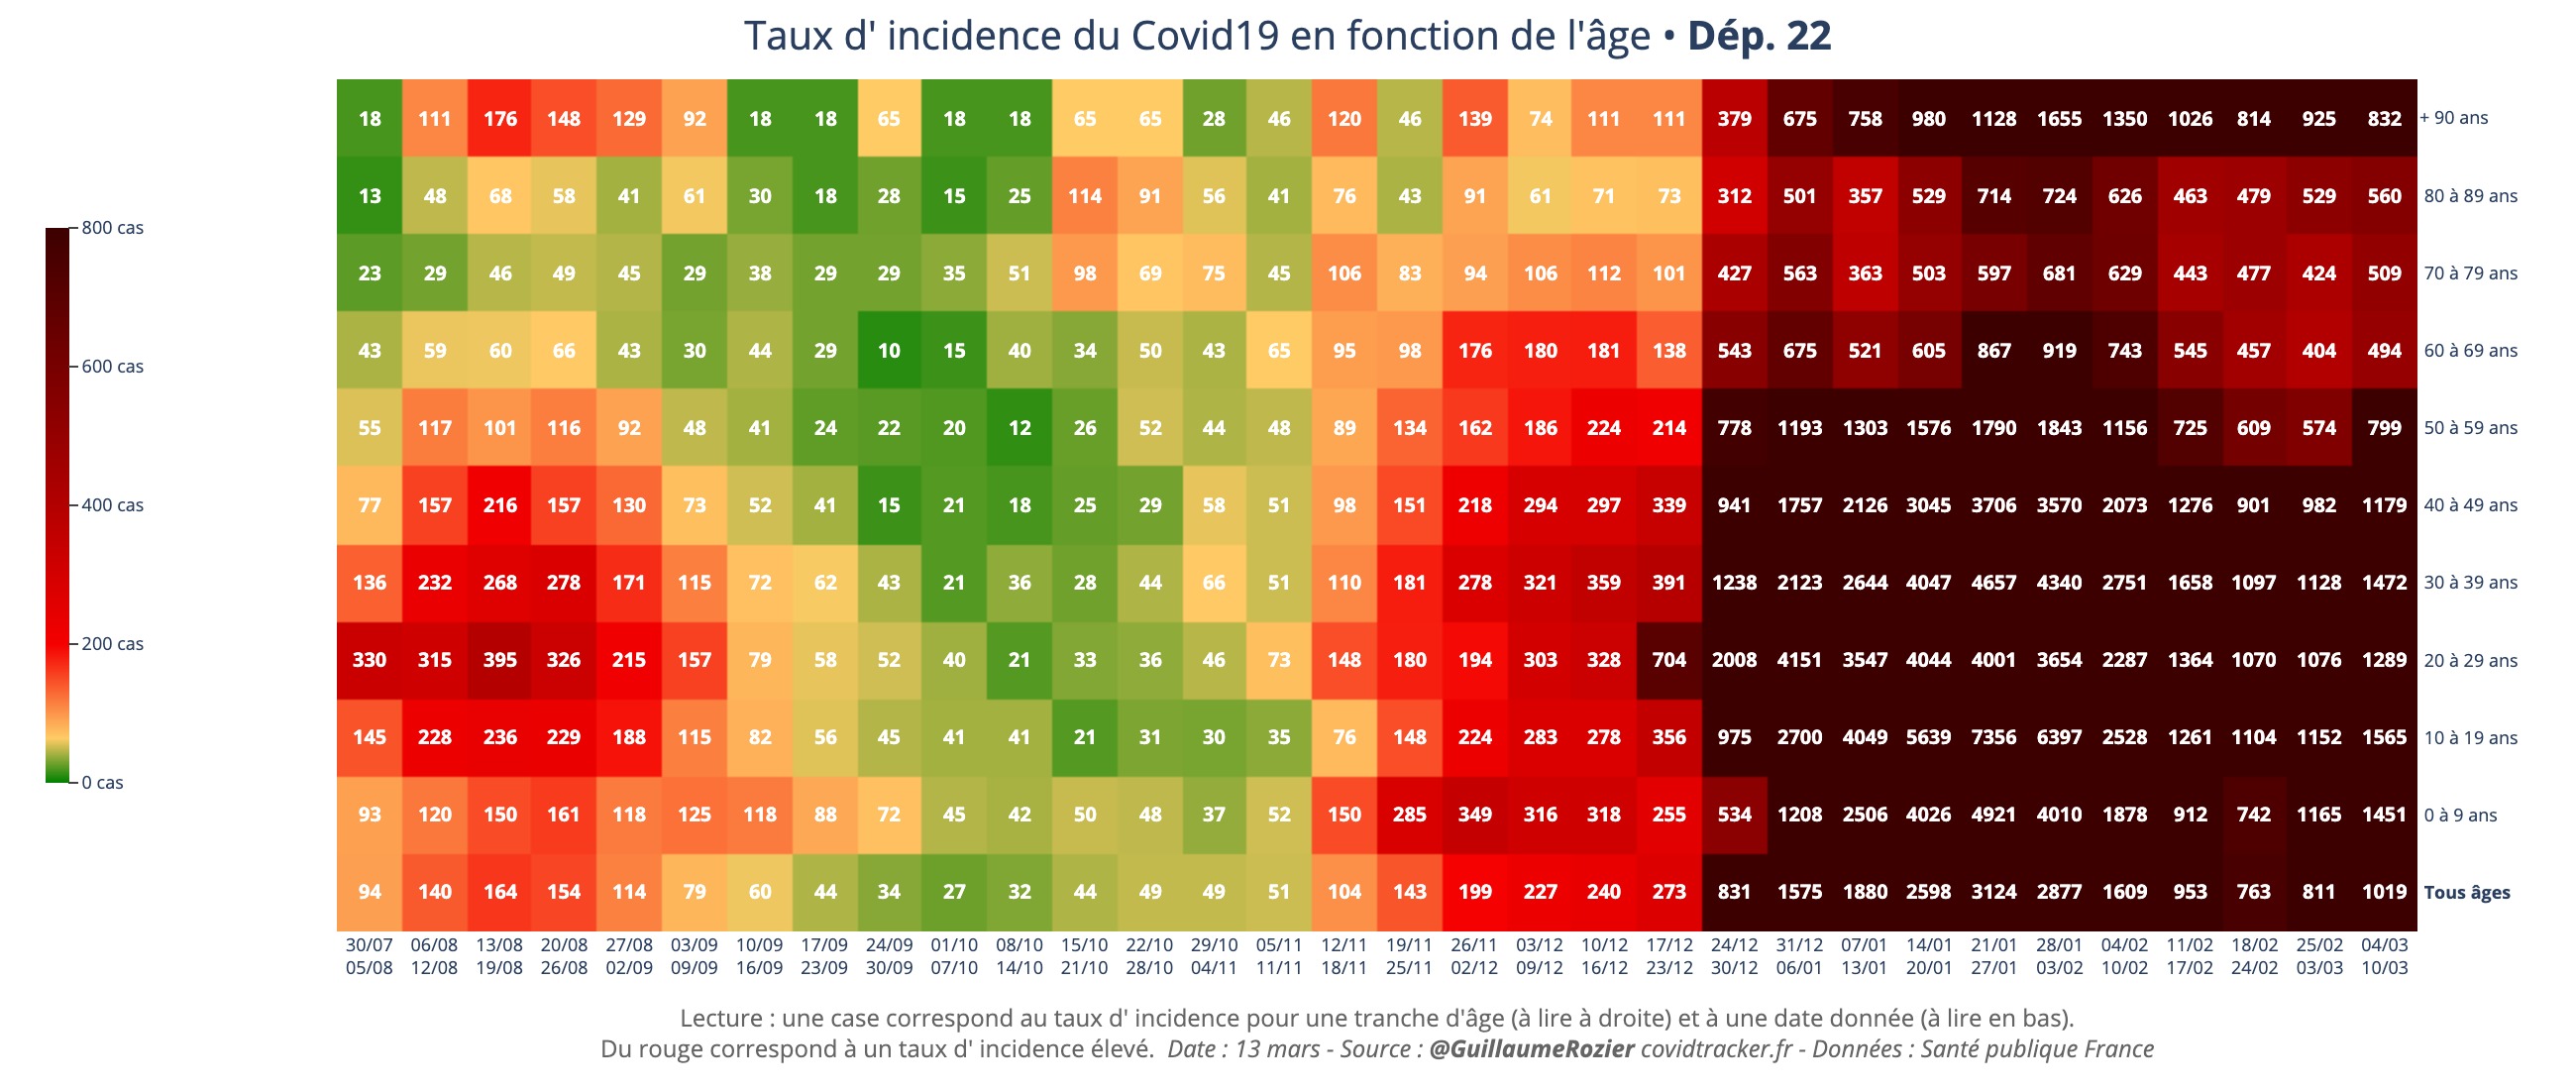 Taux d' incidence du Covid19 en fonction de l'âge • Dép. 22
800 cas
600 cas
400 cas
200 cas
0 cas
18 111 176 148 129 92 18 18 65 18 18 65 65 28 46 120 46 139 74 111 111 379 675 758 980 1128 1655 1350 1026 814 925 832 + 90 ans
13 48 68 58 41 61 30 18 28 15 25 114 91 56 41 76 43 91 61 71 73 312 501 357 529 714 724 626 463 479 529 560 80 à 89 ans
23 29 46 49 45 29 38 29 29 35 51 98 69 75 45 106 83 94 106 112 101 427 563 363 503 597 681 629 443 477 424 509 70 à 79 ans
43 59 60 66 43 30 44 29 10 15 40 34 50 43 65 95 98 176 180 181 138 543 675 521 605 867 919 743 545 457 404 494 60 à 69 ans
55 117 101 116 92 48 41 24 22 20 12 26 52 44 48 89 134 162 186 224 214 778 1193 1303 1576 1790 1843 1156 725 609 574 799 50 à 59 ans
77 157 216 157 130 73 52 41 15 21 18 25 29 58 51 98 151 218 294 297 339 941 1757 2126 3045 3706 3570 2073 1276 901 982 1179 40 à 49 ans
136 232 268 278 171 115 72 62 43 21 36 28 44 66 51 110 181 278 321 359 391 1238 2123 2644 4047 4657 4340 2751 1658 1097 1128 1472 30 à 39 ans
330 315 395 326 215 157 79 58 52 40 21 33 36 46 73 148 180 194 303 328 704 2008 4151 3547 4044 4001 3654 2287 1364 1070 1076 1289 20 à 29 ans
145 228 236 229 188 115 82 56 45 41 41 21 31 30 35 76 148 224 283 278 356 975 2700 4049 5639 7356 6397 2528 1261 1104 1152 1565 10 à 19 ans
93 120 150 161 118 125 118 88 72 45 42 50 48 37 52 150 285 349 316 318 255 534 1208 2506 4026 4921 4010 1878 912 742 1165 1451 0 à 9 ans
94 140 164 154 114 79 60 44 34 27 32 44 49 49 51 104 143 199 227 240 273 831 1575 1880 2598 3124 2877 1609 953 763 811 1019 Tous âges
30/07 06/08 13/08 20/08 27/08 03/09 10/09 17/09 24/09 01/10 08/10 15/10 22/10 29/10 05/11 12/11 19/11 26/11 03/12 10/12 17/12 24/12 31/12 07/01 14/01 21/01 28/01 04/02 11/02 18/02 25/02 04/03
05/08 12/08 19/08 26/08 02/09 09/09 16/09 23/09 30/09 07/10 14/10 21/10 28/10 04/11 11/11 18/11 25/11 02/12 09/12 16/12 23/12 30/12 06/01 13/01 20/01 27/01 03/02 10/02 17/02 24/02 03/03 10/03
Lecture : une case correspond au taux d' incidence pour une tranche d'âge (à lire à droite) et à une date donnée (à lire en bas).
Du rouge correspond à un taux d' incidence élevé. Date : 13 mars - Source : @GuillaumeRozier covidtracker.fr - Données : Santé publique France